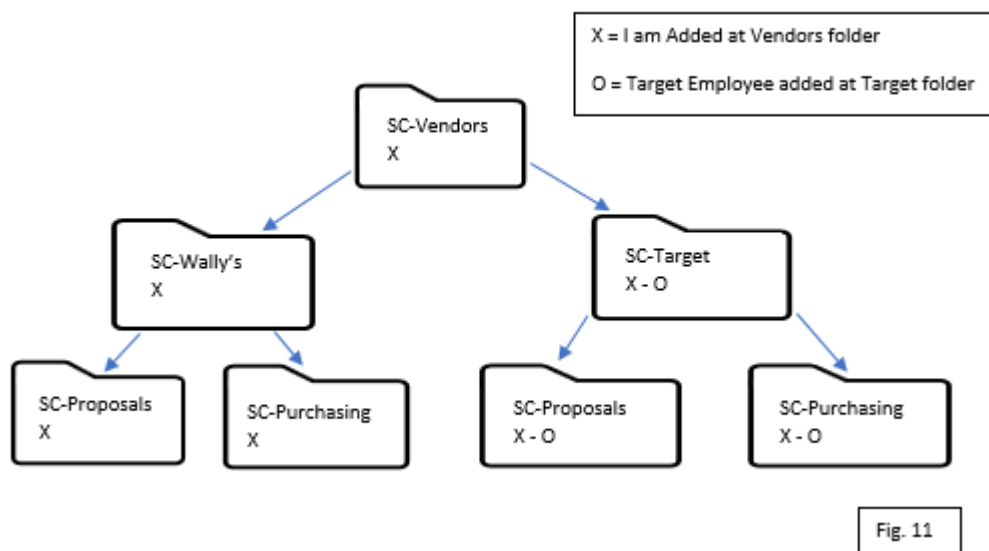 X = I am Added at Vendors folder
O = Target Employee added at Target folder
SC-Vendors
X
SC-Wally's
X
SC-Target
X - O
SC-Proposals
X
SC-Purchasing
X
SC-Proposals
X - O
SC-Purchasing
X - O
Fig. 11